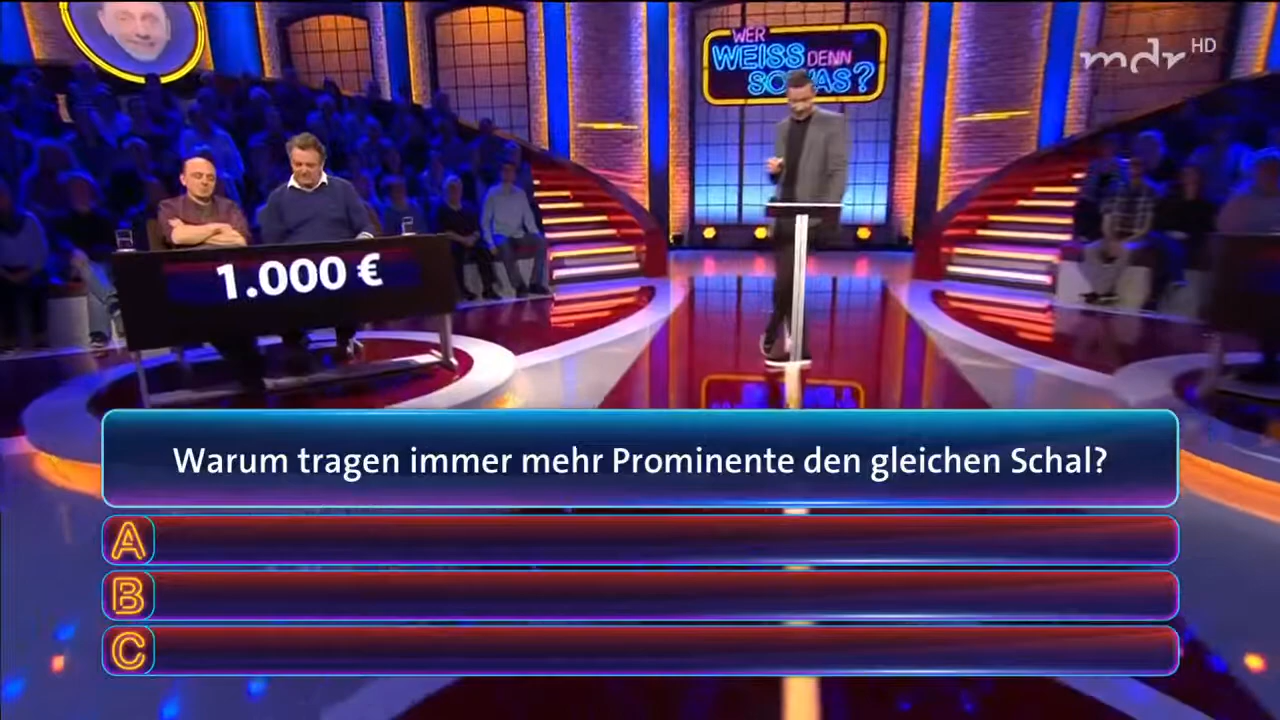 WER
WEISS DENN
SOWAS?
mdr HD
1.000 €
Warum tragen immer mehr Prominente den gleichen Schal?
A
B
C